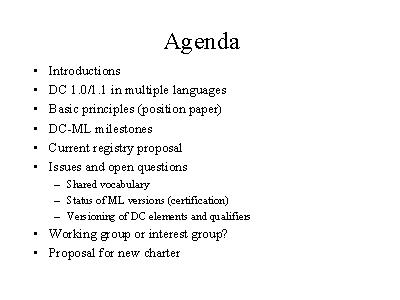 Agenda
• Introductions
• DC 1.0/1.1 in multiple languages
• Basic principles (position paper)
• DC-ML milestones
• Current registry proposal
• Issues and open questions
– Shared vocabulary
– Status of ML versions (certification)
– Versioning of DC elements and qualifiers
• Working group or interest group?
• Proposal for new charter